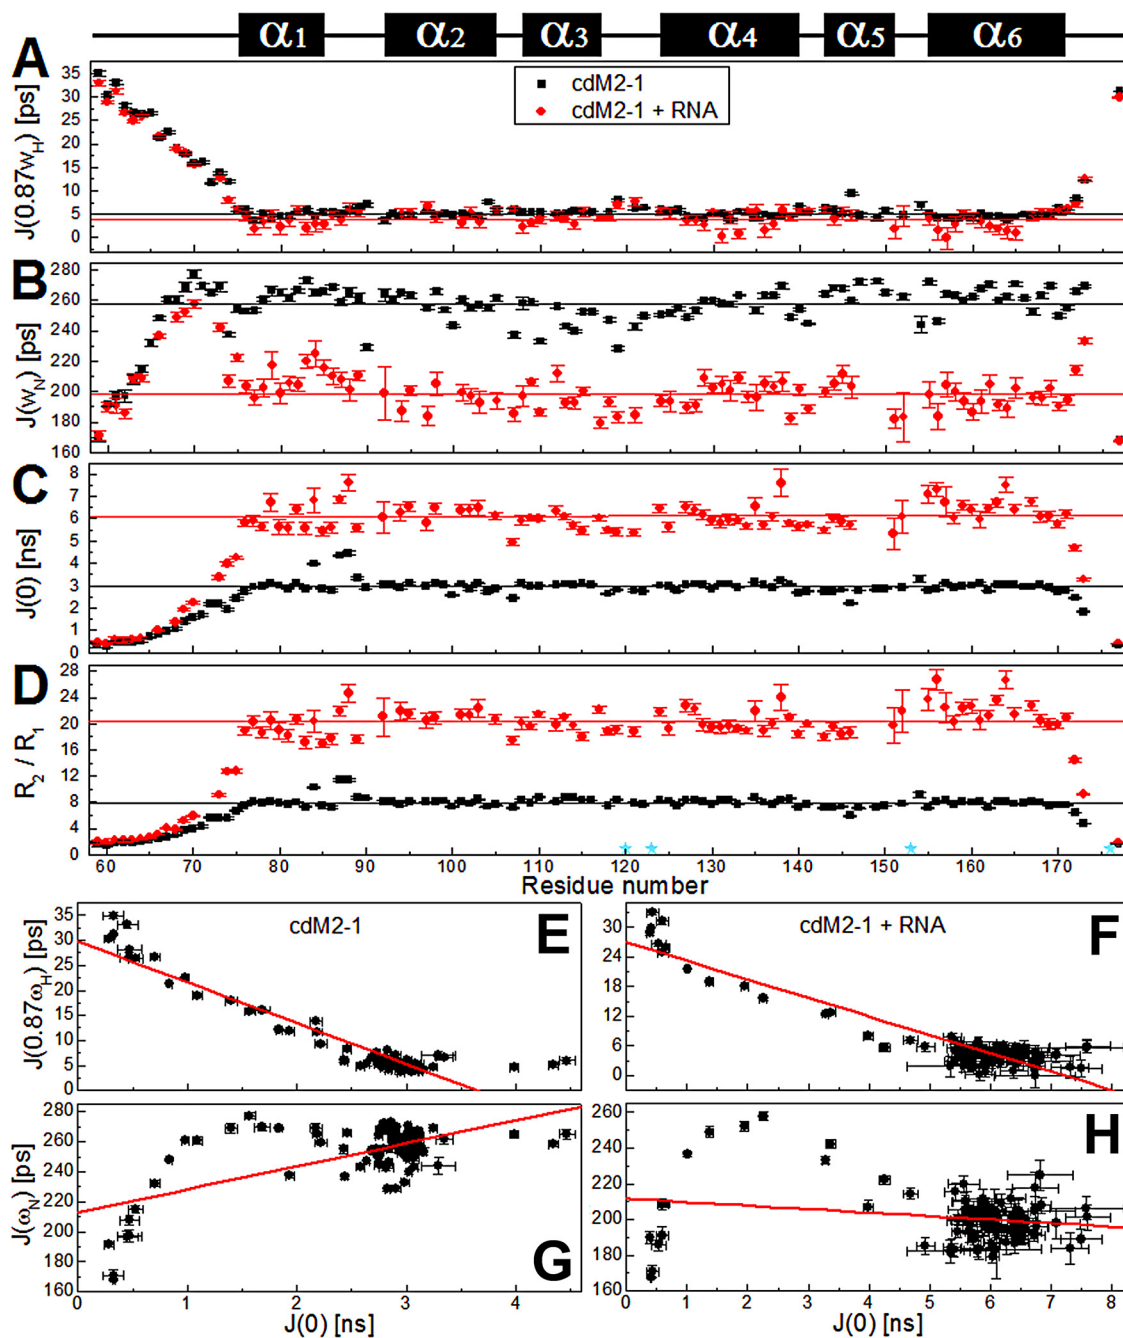 α1 α2 α3 α4 α5 α6
A
J(0.87wH) [ps]
35
30
25
20
15
10
5
0
cdM2-1
cdM2-1 + RNA
B
J(wN) [ps]
280
260
240
220
200
180
160
C
J(0) [ns]
8
7
6
5
4
3
2
1
0
D
R2 / R1
28
24
20
16
12
8
4
0
60 70 80 90 100 110 120 130 140 150 160 170
Residue number
E
cdM2-1
J(0.87ωH) [ps]
35
30
25
20
15
10
5
0
F
cdM2-1 + RNA
30
24
18
12
6
0
G
J(ωN) [ps]
280
260
240
220
200
180
160
0 1 2 3 4
J(0) [ns]
H
260
240
220
200
180
160
0 1 2 3 4 5 6 7 8
J(0) [ns]